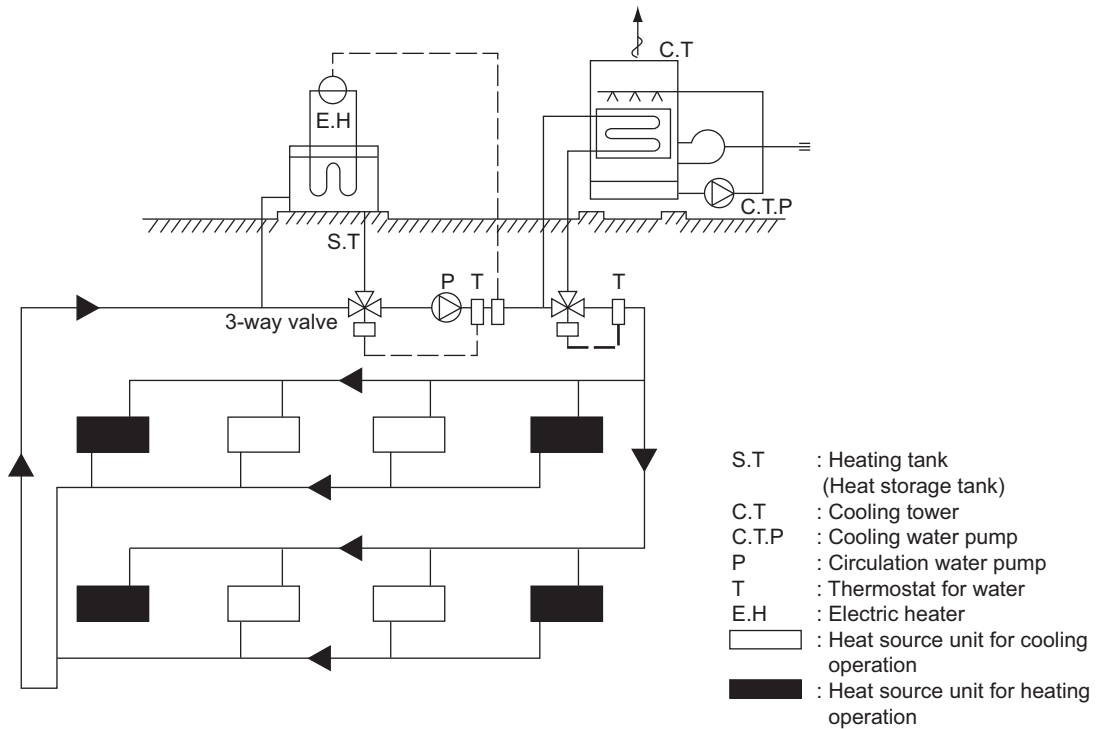 C.T
E.H
C.T.P
S.T
P
T
T
3-way valve
S.T : Heating tank
(Heat storage tank)
C.T : Cooling tower
C.T.P : Cooling water pump
P : Circulation water pump
T : Thermostat for water
E.H : Electric heater
: Heat source unit for cooling
operation
: Heat source unit for heating
operation